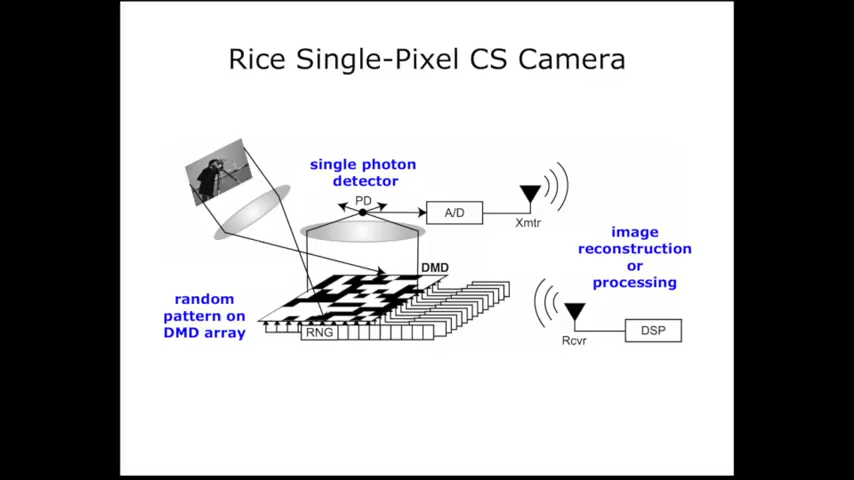 Rice Single-Pixel CS Camera
single photon
detector
PD
A/D
Xmtr
image
reconstruction
or
processing
DMD
random
pattern on
DMD array
RNG
Rcvr
DSP